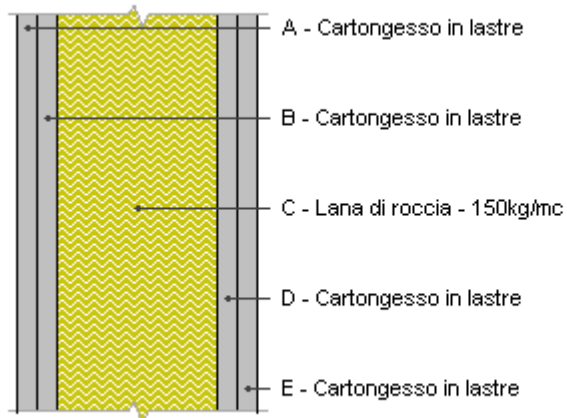 A - Cartongesso in lastre
B - Cartongesso in lastre
C - Lana di roccia - 150kg/mc
D - Cartongesso in lastre
E - Cartongesso in lastre